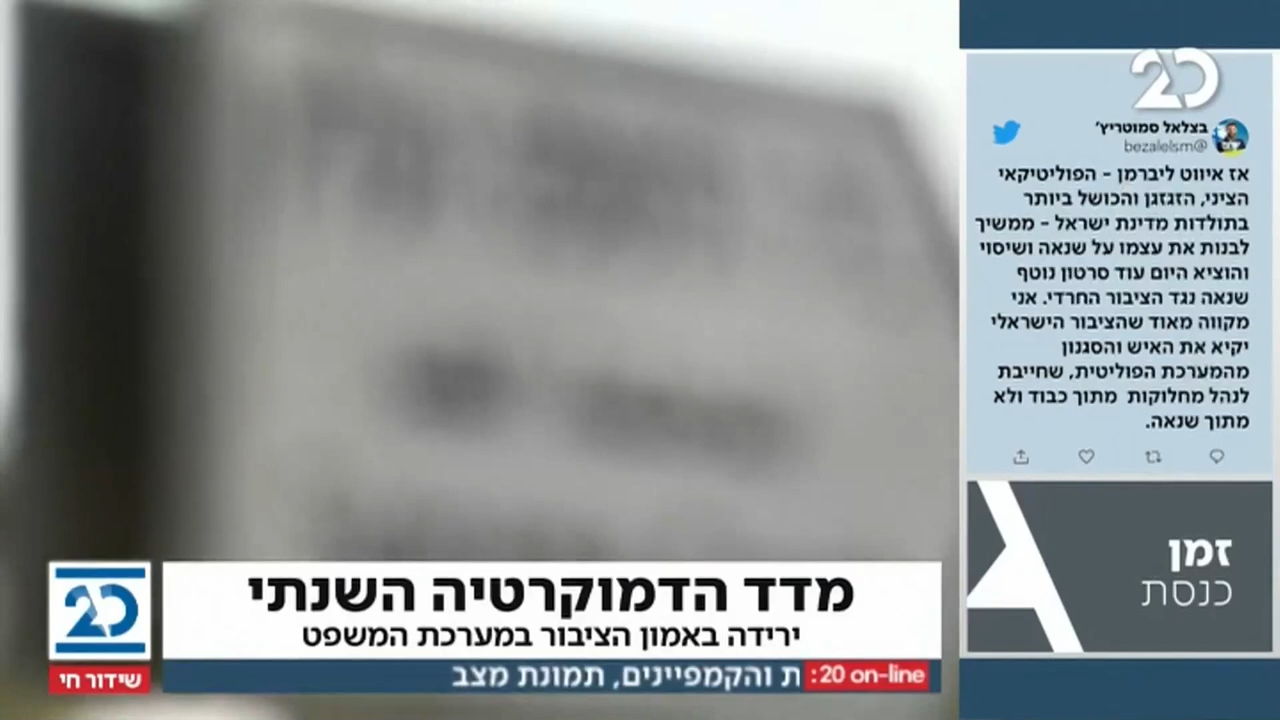 20
בצלאל סמוטריץ'
@bezalelsm
אז איווט ליברמן - הפוליטיקאי
הציני, הזגזגן והכושל ביותר
בתולדות מדינת ישראל - ממשיך
לבנות את עצמו על שנאה ושיסוי
והוציא היום עוד סרטון נוטף
שנאה נגד הציבור החרדי. אני
מקווה מאוד שהציבור הישראלי
יקיא את האיש והסגנון
מהמערכת הפוליטית, שחייבת
לנהל מחלוקות מתוך כבוד ולא
מתוך שנאה.
זמן
כנסת
20
מדד הדמוקרטיה השנתי
ירידה באמון הציבור במערכת המשפט
שידור חי
20 on-line:
ת והקמפיינים, תמונת מצב